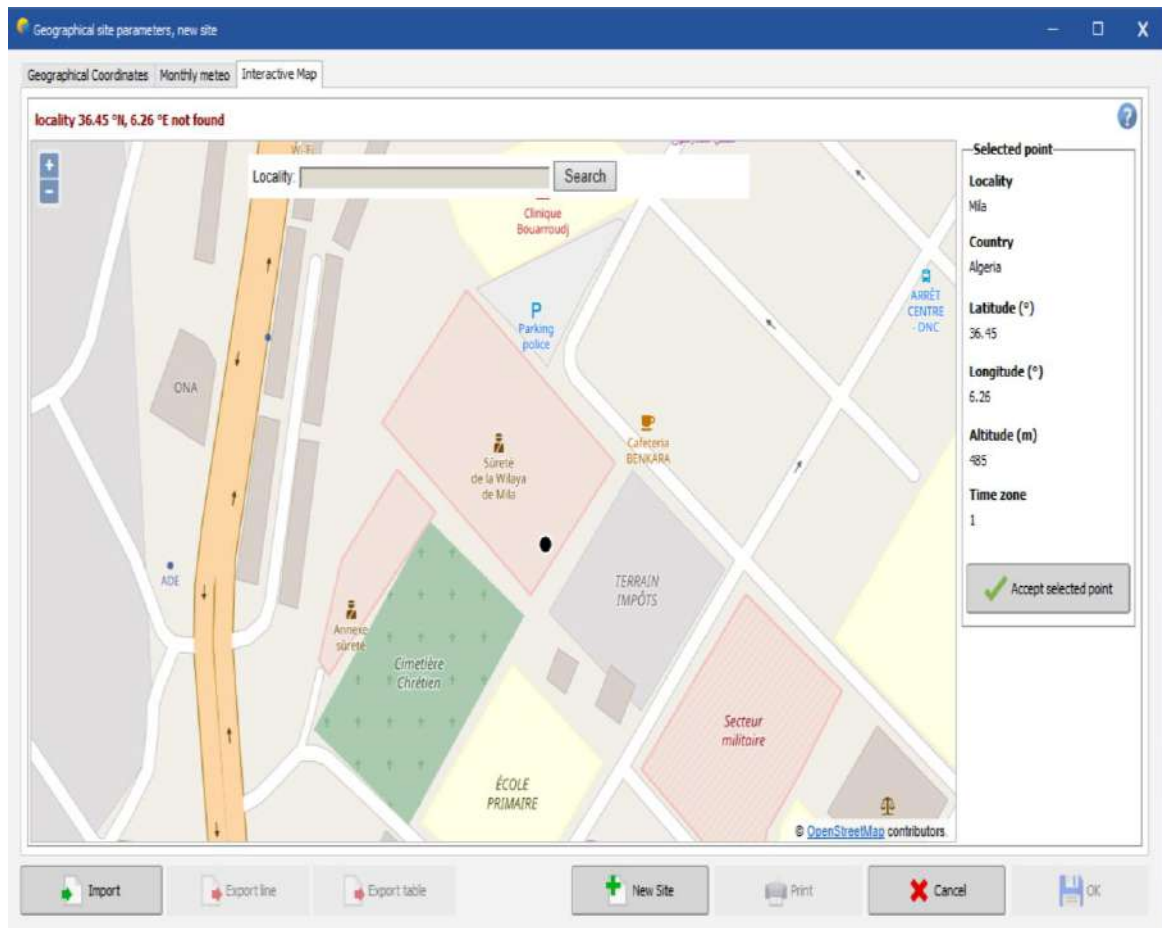 Geographical site parameters, new site
Geographical Coordinates
Monthly meteo
Interactive Map
locality 36.45 °N, 6.26 °E not found
+
-
Locality:
Search
Wi-Fi
Clinique
Bouarroudj
P
Parking
police
ARRÊT
CENTRE
- DNC
ONA
Cafeteria
BENKARA
Sûreté
de la Wilaya
de Mila
ADE
TERRAIN
IMPÔTS
Annexe
sûreté
Cimetière
Chrétien
Secteur
militaire
ÉCOLE
PRIMAIRE
© OpenStreetMap contributors.
?
Selected point
Locality
Mila
Country
Algeria
Latitude (°)
36.45
Longitude (°)
6.26
Altitude (m)
485
Time zone
1
Accept selected point
Import
Export line
Export table
New Site
Print
Cancel
OK